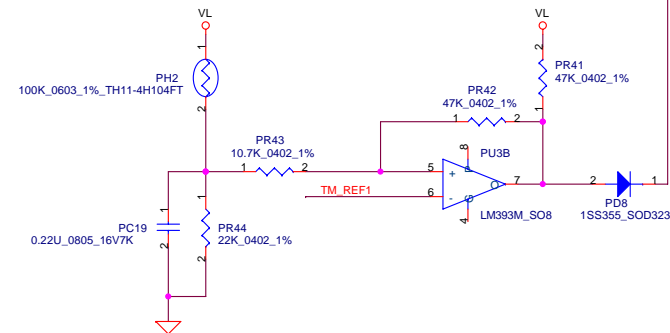 VL
VL
1
2
PH2
100K_0603_1%_TH11-4H104FT
2
PR41
47K_0402_1%
PR42
47K_0402_1%
1
2
1
PR43
10.7K_0402_1%
1
2
8
PU3B
5
+
P
O
7
2
1
TM_REF1
6
-
G
4
LM393M_SO8
PD8
1SS355_SOD323
1
1
PC19
0.22U_0805_16V7K
2
PR44
22K_0402_1%
2